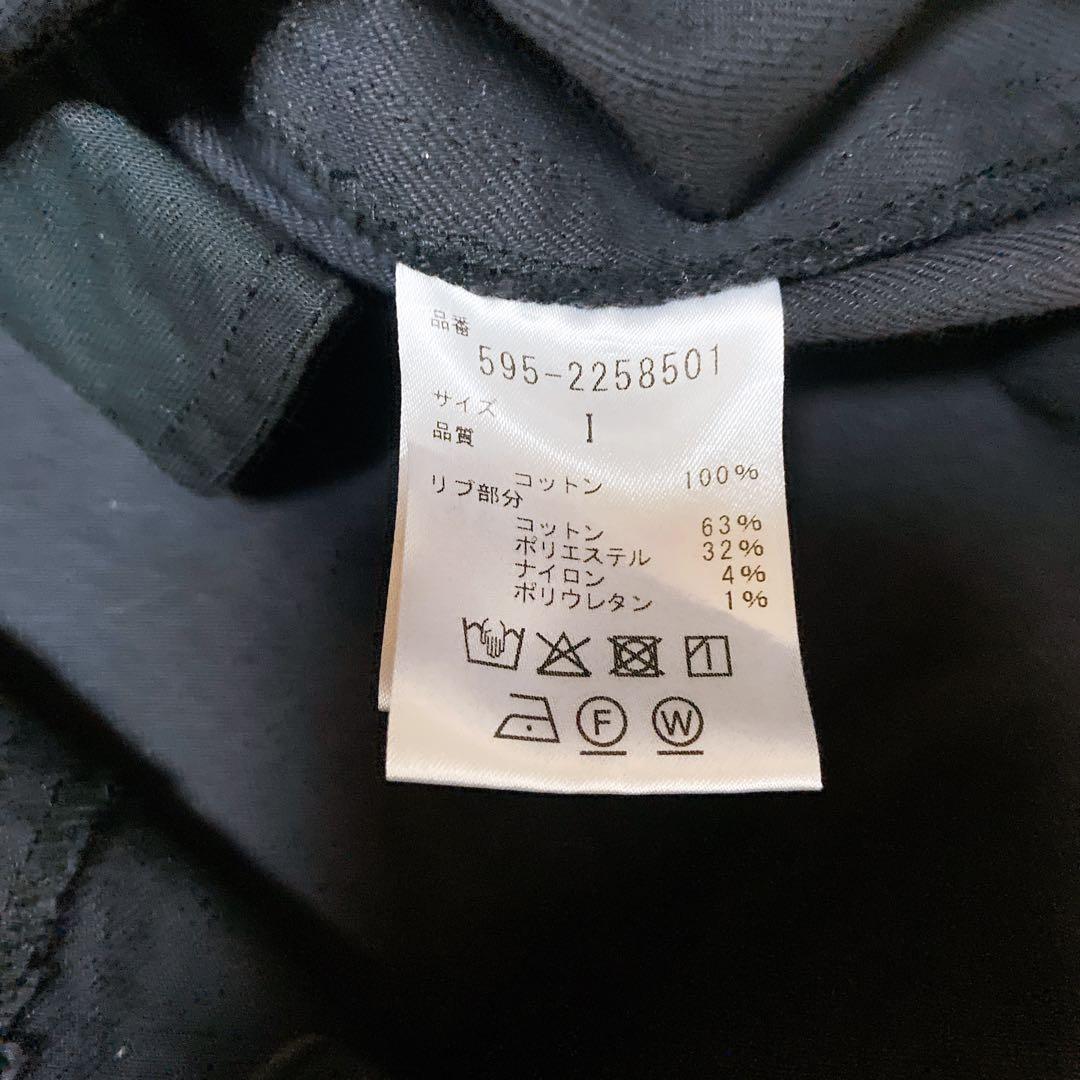 品番
595-2258501
サイズ I
品質
コットン 100%
リブ部分
コットン 63%
ポリエステル 32%
ナイロン 4%
ポリウレタン 1%
F W